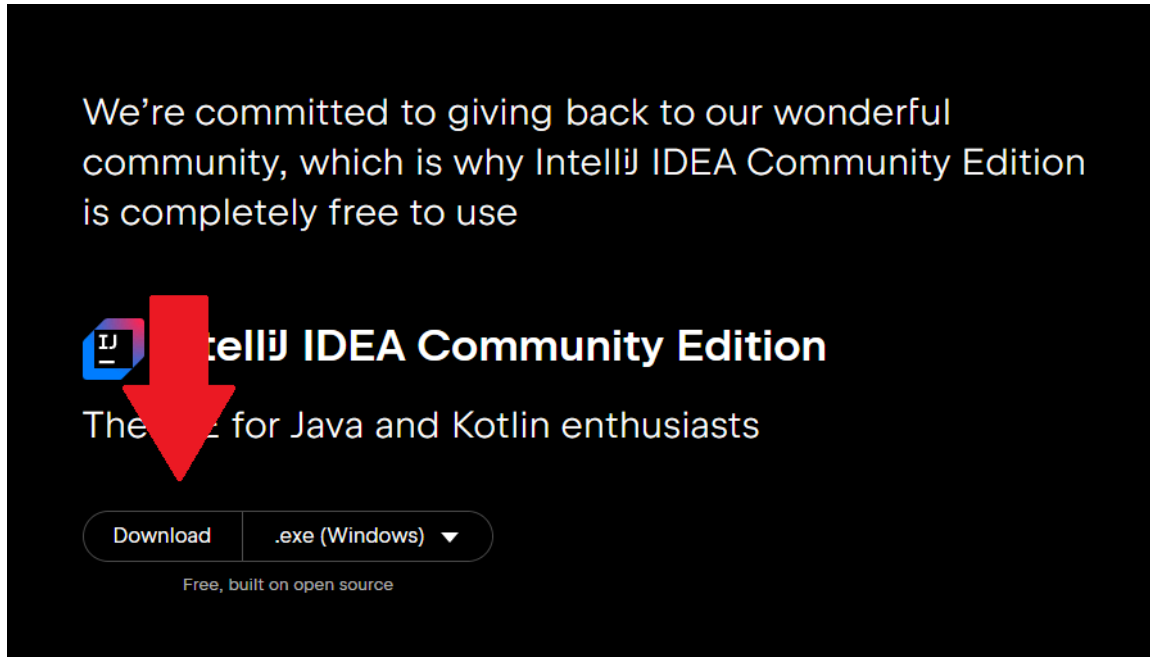 We’re committed to giving back to our wonderful
community, which is why IntelliJ IDEA Community Edition
is completely free to use
IJ
IDEA Community Edition
for Java and Kotlin enthusiasts
Download .exe (Windows)
Free, built on open source